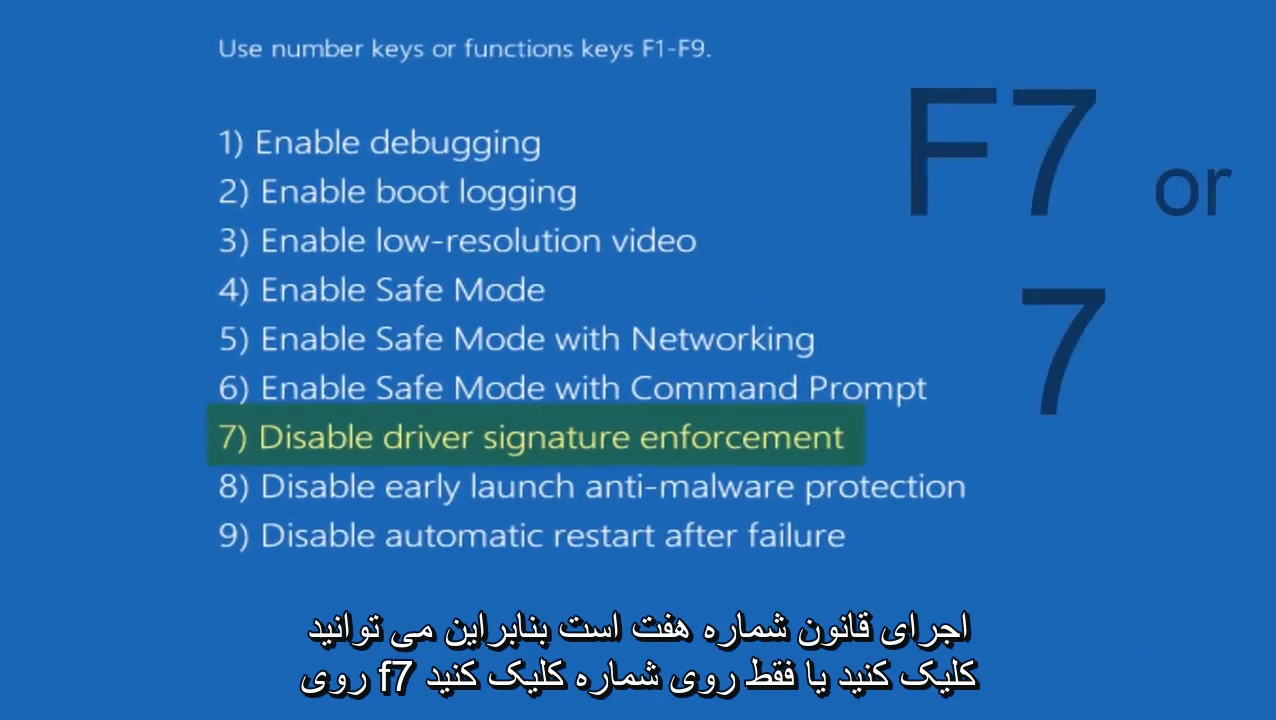 Use number keys or functions keys F1-F9.
F7 or
7
1) Enable debugging
2) Enable boot logging
3) Enable low-resolution video
4) Enable Safe Mode
5) Enable Safe Mode with Networking
6) Enable Safe Mode with Command Prompt
7) Disable driver signature enforcement
8) Disable early launch anti-malware protection
9) Disable automatic restart after failure
اجرای قانون شماره هفت است بنابراین می توانید
کلیک کنید یا فقط روی شماره کلیک کنید f7 روی